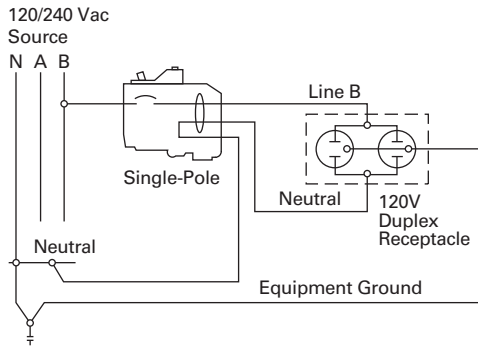 120/240 Vac
Source
N A B
Line B
Single-Pole
Neutral
120V
Duplex
Receptacle
Neutral
Equipment Ground